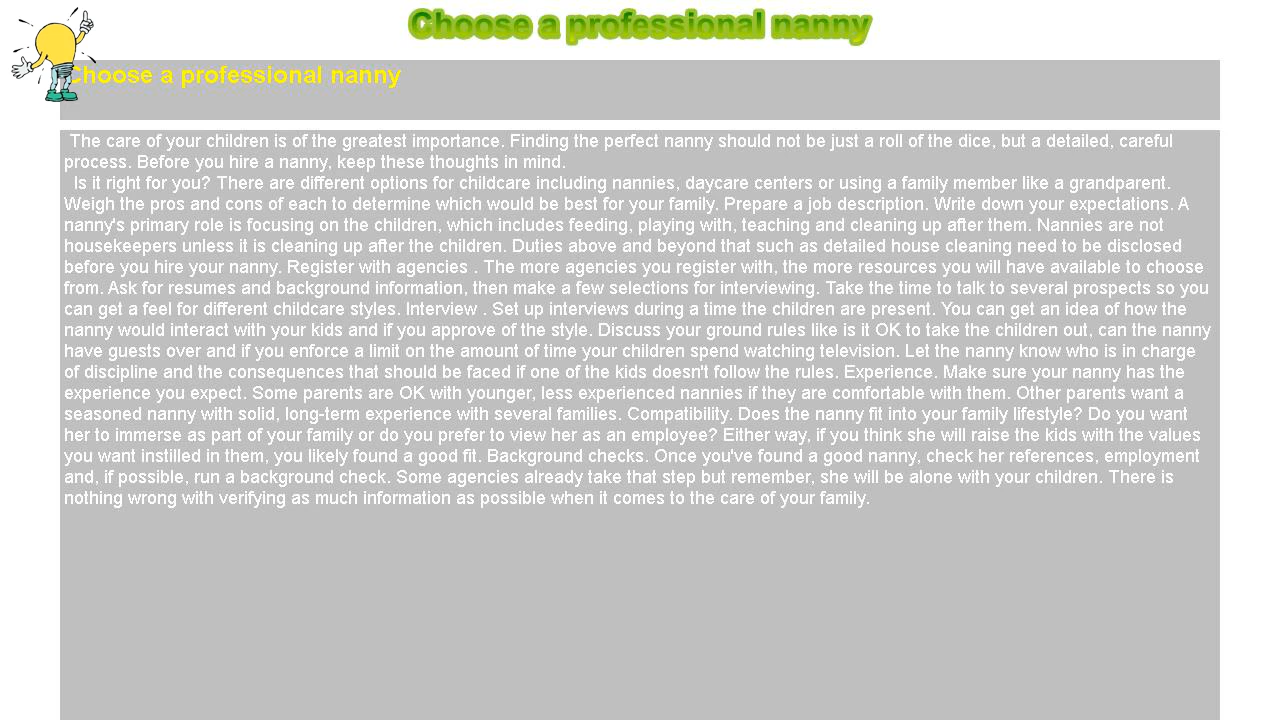 Choose a professional nanny
Choose a professional nanny
The care of your children is of the greatest importance. Finding the perfect nanny should not be just a roll of the dice, but a detailed, careful
process. Before you hire a nanny, keep these thoughts in mind.
Is it right for you? There are different options for childcare including nannies, daycare centers or using a family member like a grandparent.
Weigh the pros and cons of each to determine which would be best for your family. Prepare a job description. Write down your expectations. A
nanny's primary role is focusing on the children, which includes feeding, playing with, teaching and cleaning up after them. Nannies are not
housekeepers unless it is cleaning up after the children. Duties above and beyond that such as detailed house cleaning need to be disclosed
before you hire your nanny. Register with agencies . The more agencies you register with, the more resources you will have available to choose
from. Ask for resumes and background information, then make a few selections for interviewing. Take the time to talk to several prospects so you
can get a feel for different childcare styles. Interview . Set up interviews during a time the children are present. You can get an idea of how the
nanny would interact with your kids and if you approve of the style. Discuss your ground rules like is it OK to take the children out, can the nanny
have guests over and if you enforce a limit on the amount of time your children spend watching television. Let the nanny know who is in charge
of discipline and the consequences that should be faced if one of the kids doesn't follow the rules. Experience. Make sure your nanny has the
experience you expect. Some parents are OK with younger, less experienced nannies if they are comfortable with them. Other parents want a
seasoned nanny with solid, long-term experience with several families. Compatibility. Does the nanny fit into your family lifestyle? Do you want
her to immerse as part of your family or do you prefer to view her as an employee? Either way, if you think she will raise the kids with the values
you want instilled in them, you likely found a good fit. Background checks. Once you've found a good nanny, check her references, employment
and, if possible, run a background check. Some agencies already take that step but remember, she will be alone with your children. There is
nothing wrong with verifying as much information as possible when it comes to the care of your family.